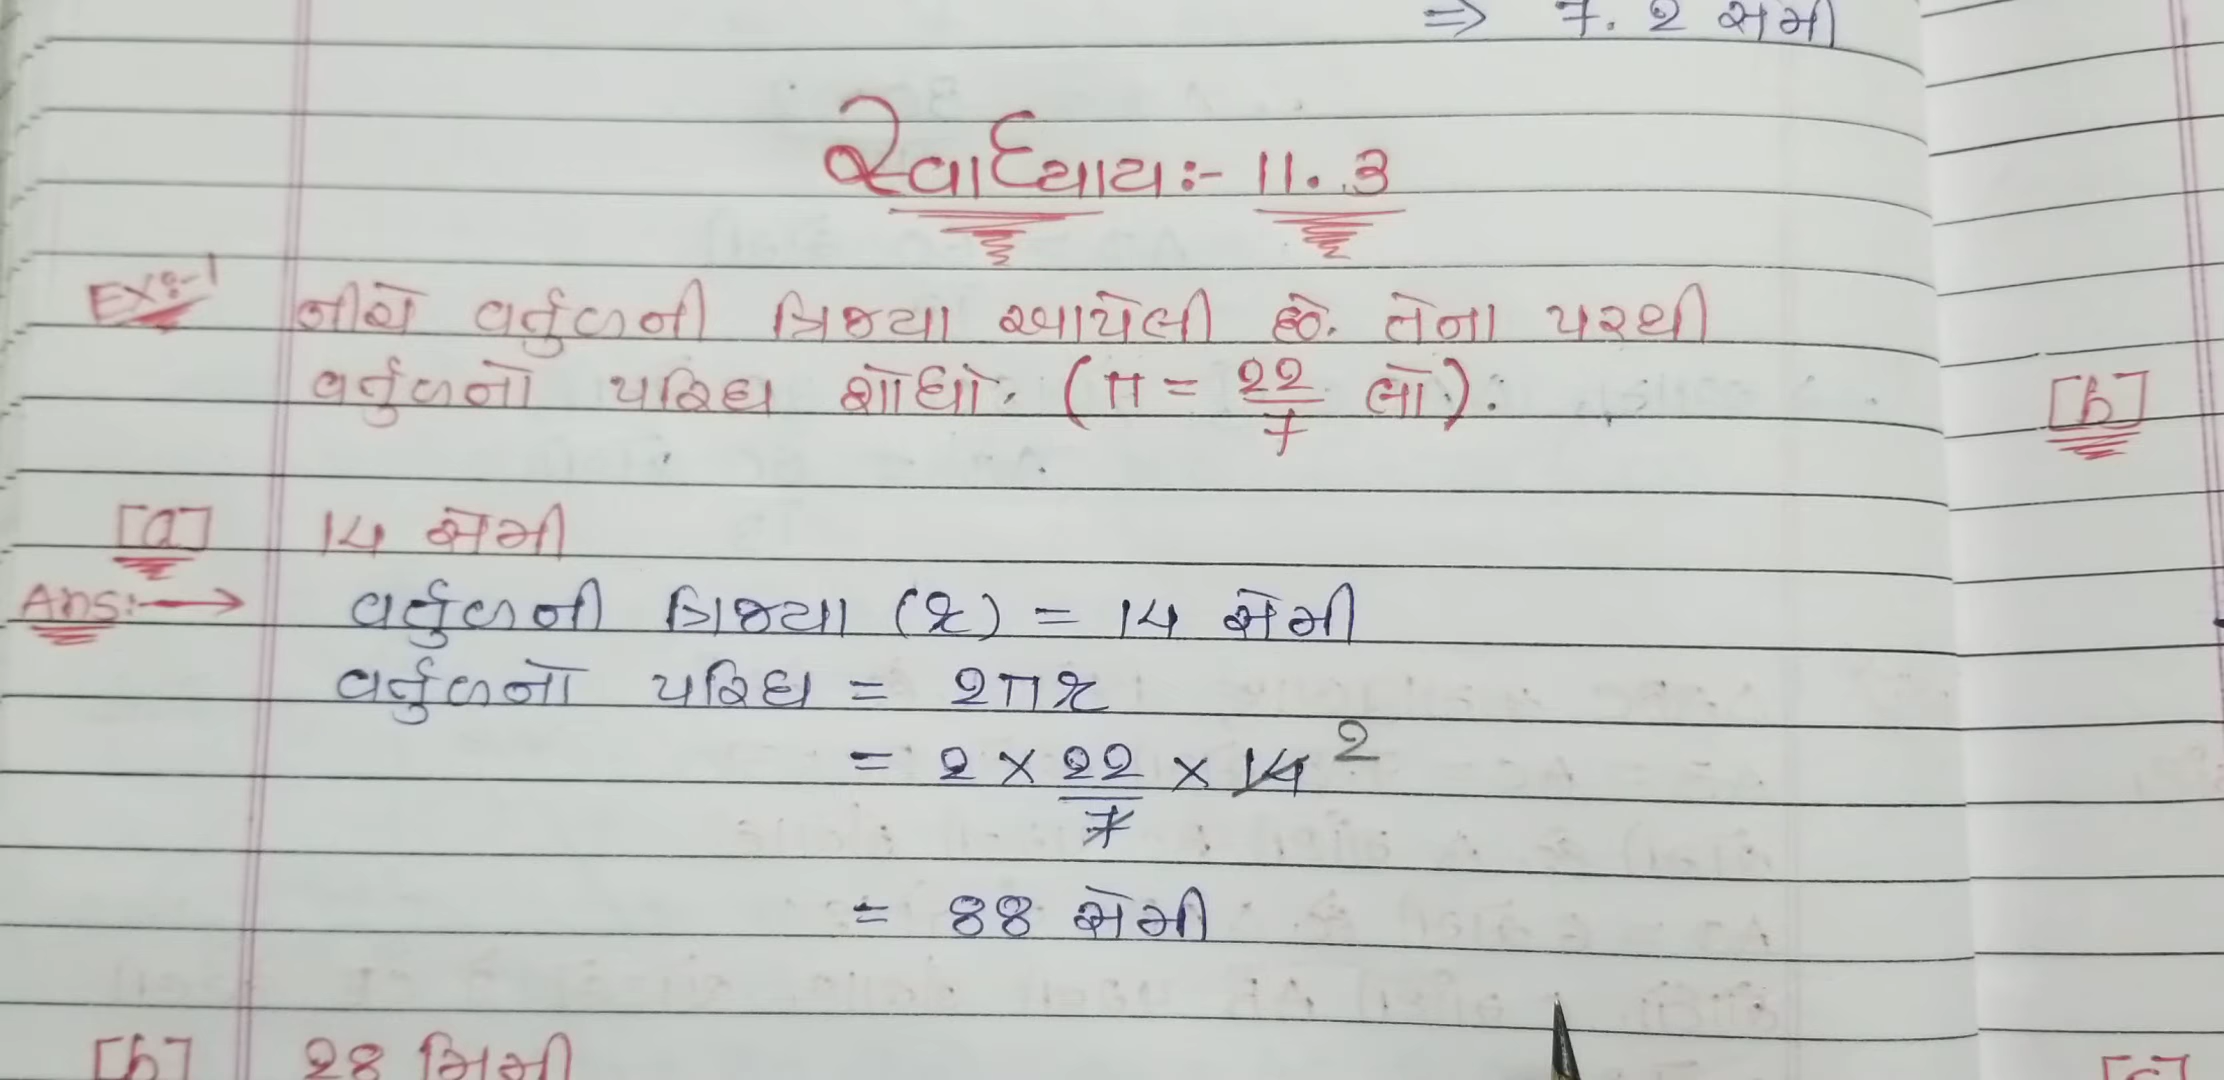 ⇒ 7.2 સેમી
સ્વાધ્યાય:- 11.3
Ex:-1 નીચે વર્તુળની ત્રિજ્યા આપેલી છે. તેના પરથી
વર્તુળનો પરિઘ શોધો. (π = 22/7 લો):
[a] 14 સેમી
Ans:→ વર્તુળની ત્રિજ્યા (r) = 14 સેમી
વર્તુળનો પરિઘ = 2πr
= 2 × 22/7 × 14 2
= 88 સેમી
[b] 28 મિમી
[b]
[c]